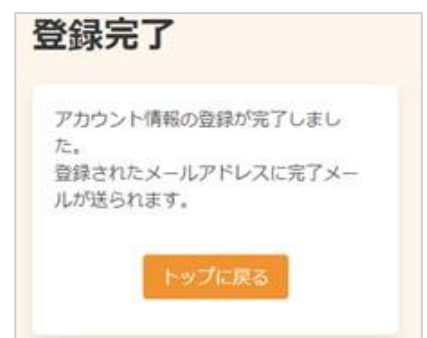 登録完了
アカウント情報の登録が完了しまし
た。
登録されたメールアドレスに完了メー
ルが送られます。
トップに戻る